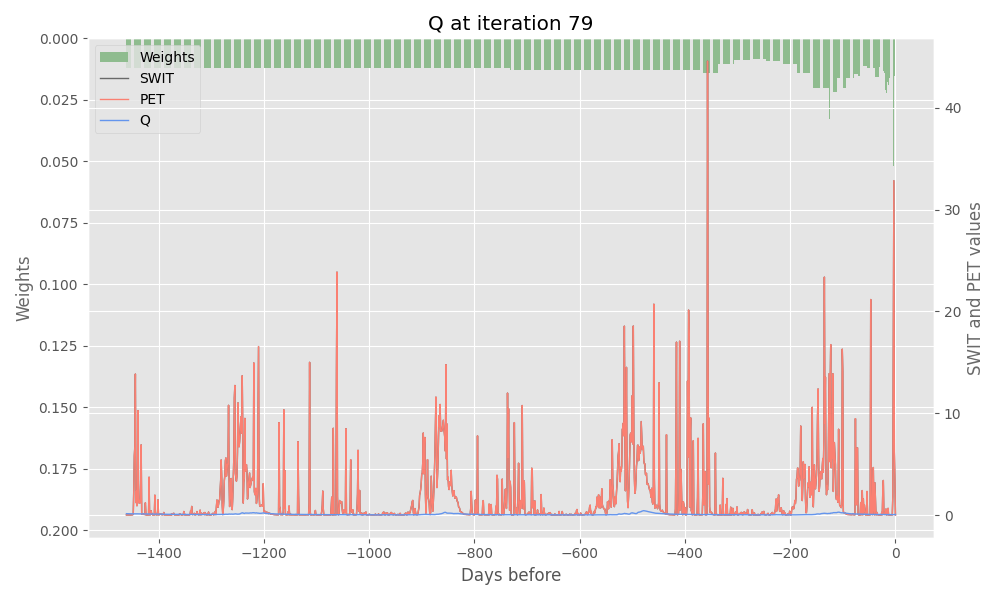 Q at iteration 79
Weights
SWIT
PET
Q
0.000
0.025
0.050
0.075
0.100
0.125
0.150
0.175
0.200
Weights
40
30
20
10
0
SWIT and PET values
−1400
−1200
−1000
−800
−600
−400
−200
0
Days before